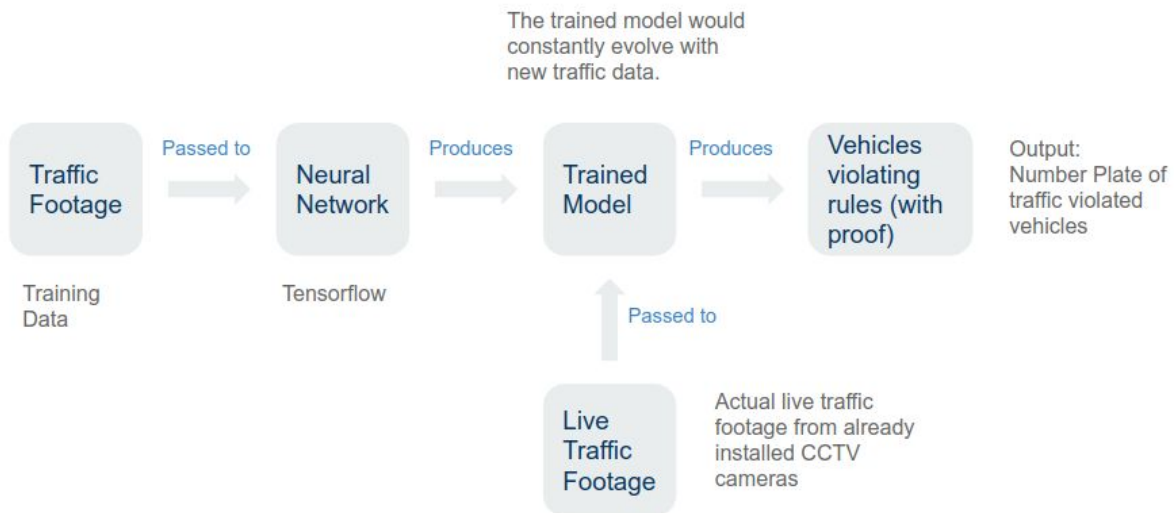 The trained model would
constantly evolve with
new traffic data.
Traffic
Footage
Passed to
Neural
Network
Produces
Trained
Model
Produces
Vehicles
violating
rules (with
proof)
Output:
Number Plate of
traffic violated
vehicles
Training
Data
Tensorflow
Passed to
Live
Traffic
Footage
Actual live traffic
footage from already
installed CCTV
cameras